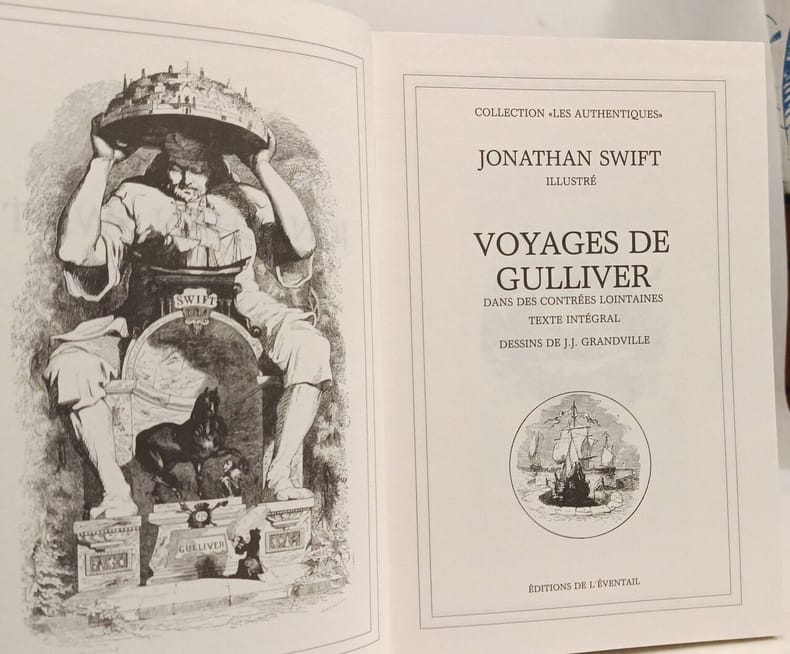 SWIFT
GULLIVER
COLLECTION «LES AUTHENTIQUES»
JONATHAN SWIFT
ILLUSTRÉ
VOYAGES DE
GULLIVER
DANS DES CONTRÉES LOINTAINES
TEXTE INTÉGRAL
DESSINS DE J.J. GRANDVILLE
ÉDITIONS DE L'ÉVENTAIL